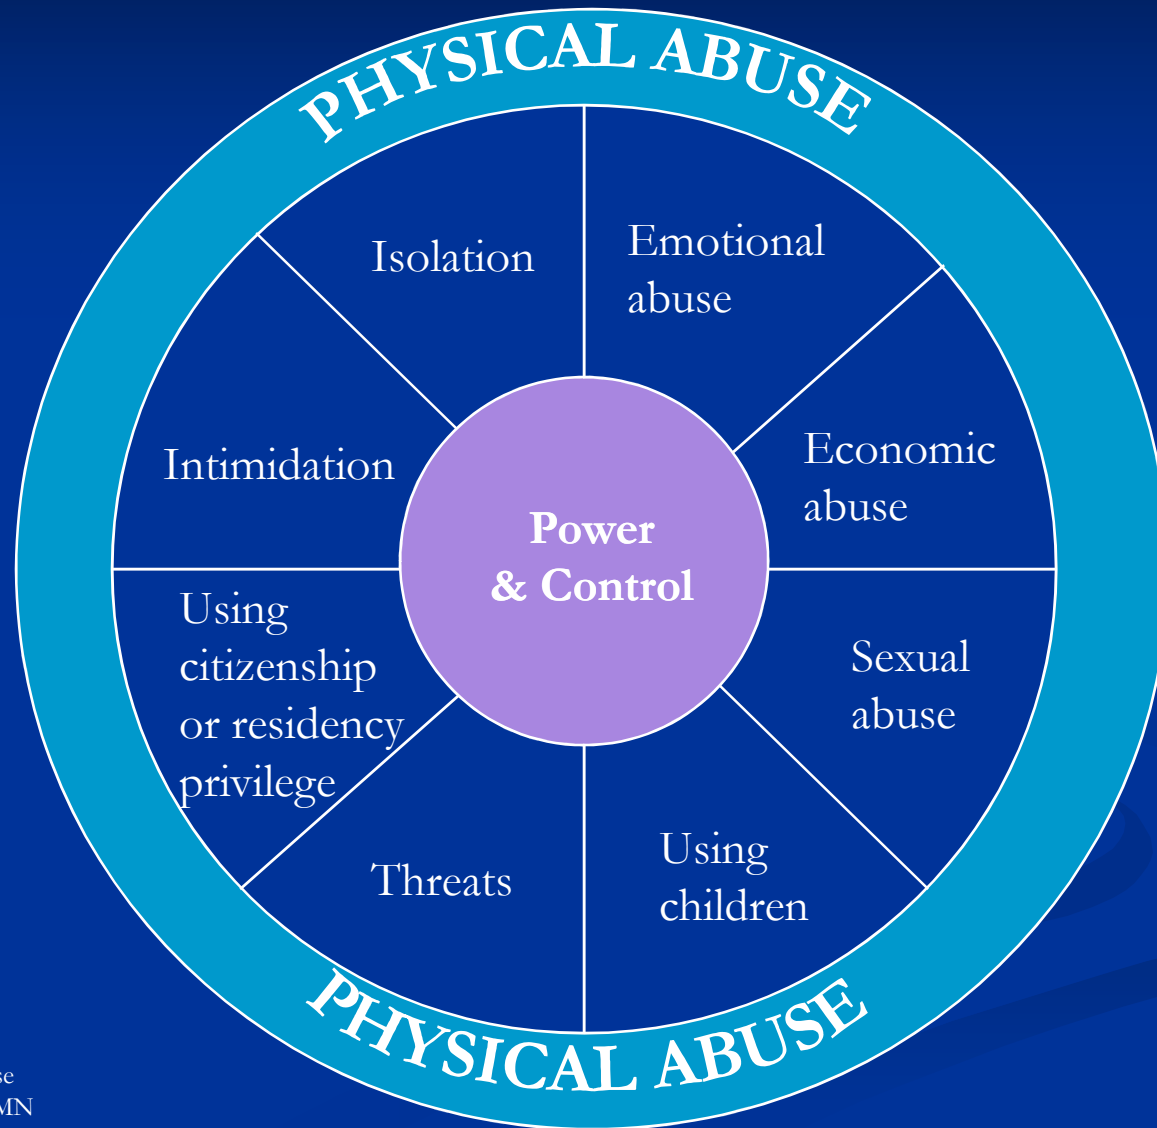 PHYSICAL ABUSE
Isolation
Emotional
abuse
Intimidation
Economic
abuse
Power
& Control
Using
citizenship
or residency
privilege
Sexual
abuse
Threats
Using
children
PHYSICAL ABUSE
MN